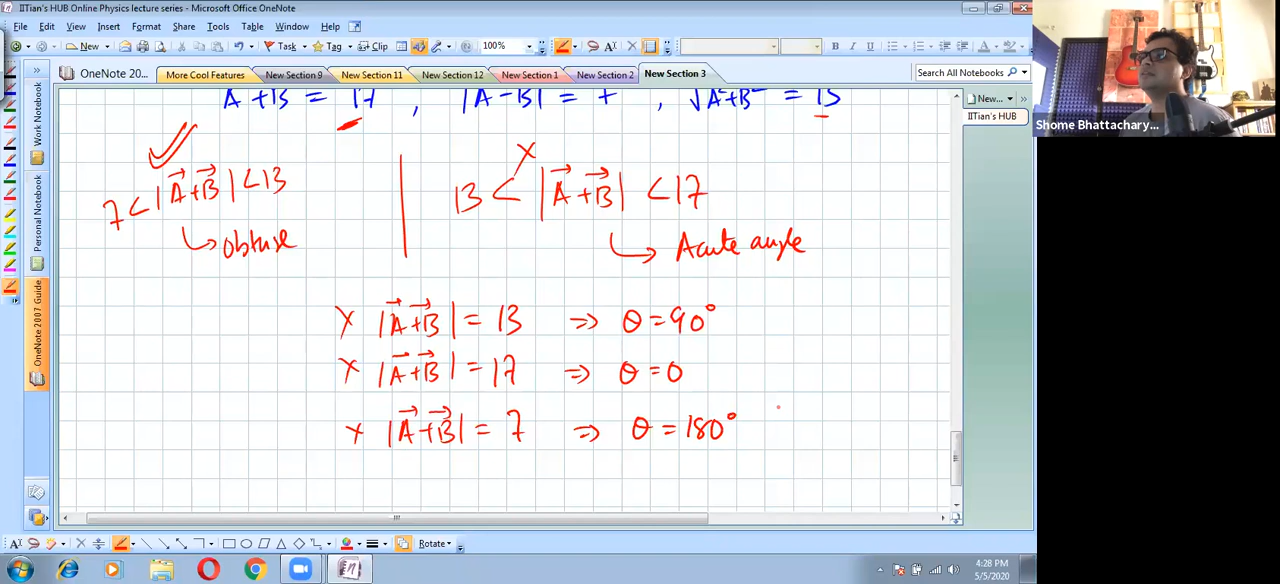 IITian's HUB Online Physics lecture series - Microsoft Office OneNote
File Edit View Insert Format Share Tools Table Window Help
New Task Tag Clip 100% B I U
OneNote 20... More Cool Features New Section 9 New Section 11 New Section 12 New Section 1 New Section 2 New Section 3 Search All Notebooks
New...
IITian's HUB
Work Notebook
Personal Notebook
OneNote 2007 Guide
Shome Bhattachary...
A + B = 17 , |A - B| = 7 , √A²+B² = 13
7 < |A⃗+B⃗| < 13
↳ obtuse
13 < |A⃗+B⃗| < 17
x
↳ Acute angle
x |A⃗+B⃗| = 13 ⇒ θ = 90°
x |A⃗+B⃗| = 17 ⇒ θ = 0
x |A⃗+B⃗| = 7 ⇒ θ = 180°
Rotate
4:28 PM
5/5/2020